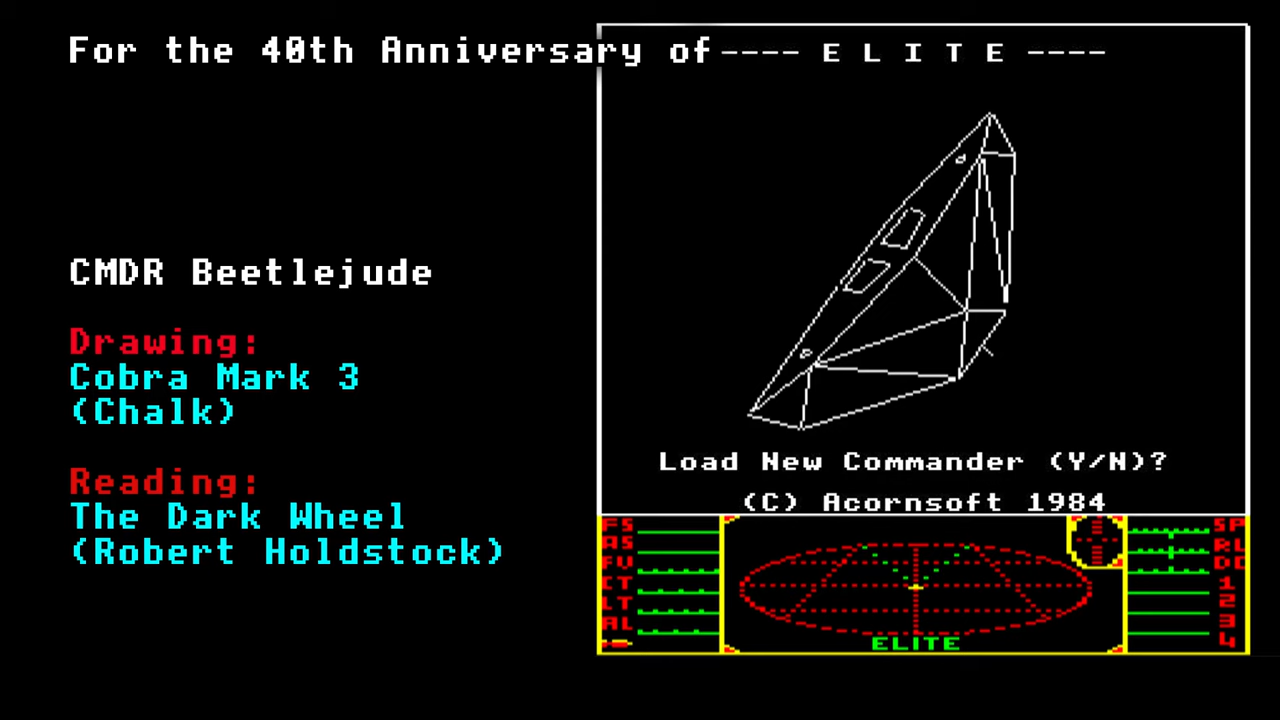 For the 40th Anniversary of ---- E L I T E ----
CMDR Beetlejude
Drawing:
Cobra Mark 3
(Chalk)
Reading:
The Dark Wheel
(Robert Holdstock)
Load New Commander (Y/N)?
(C) Acornsoft 1984
FS
AS
FV
CT
LT
AL
ELITE
SP
RL
DC
1
2
3
4